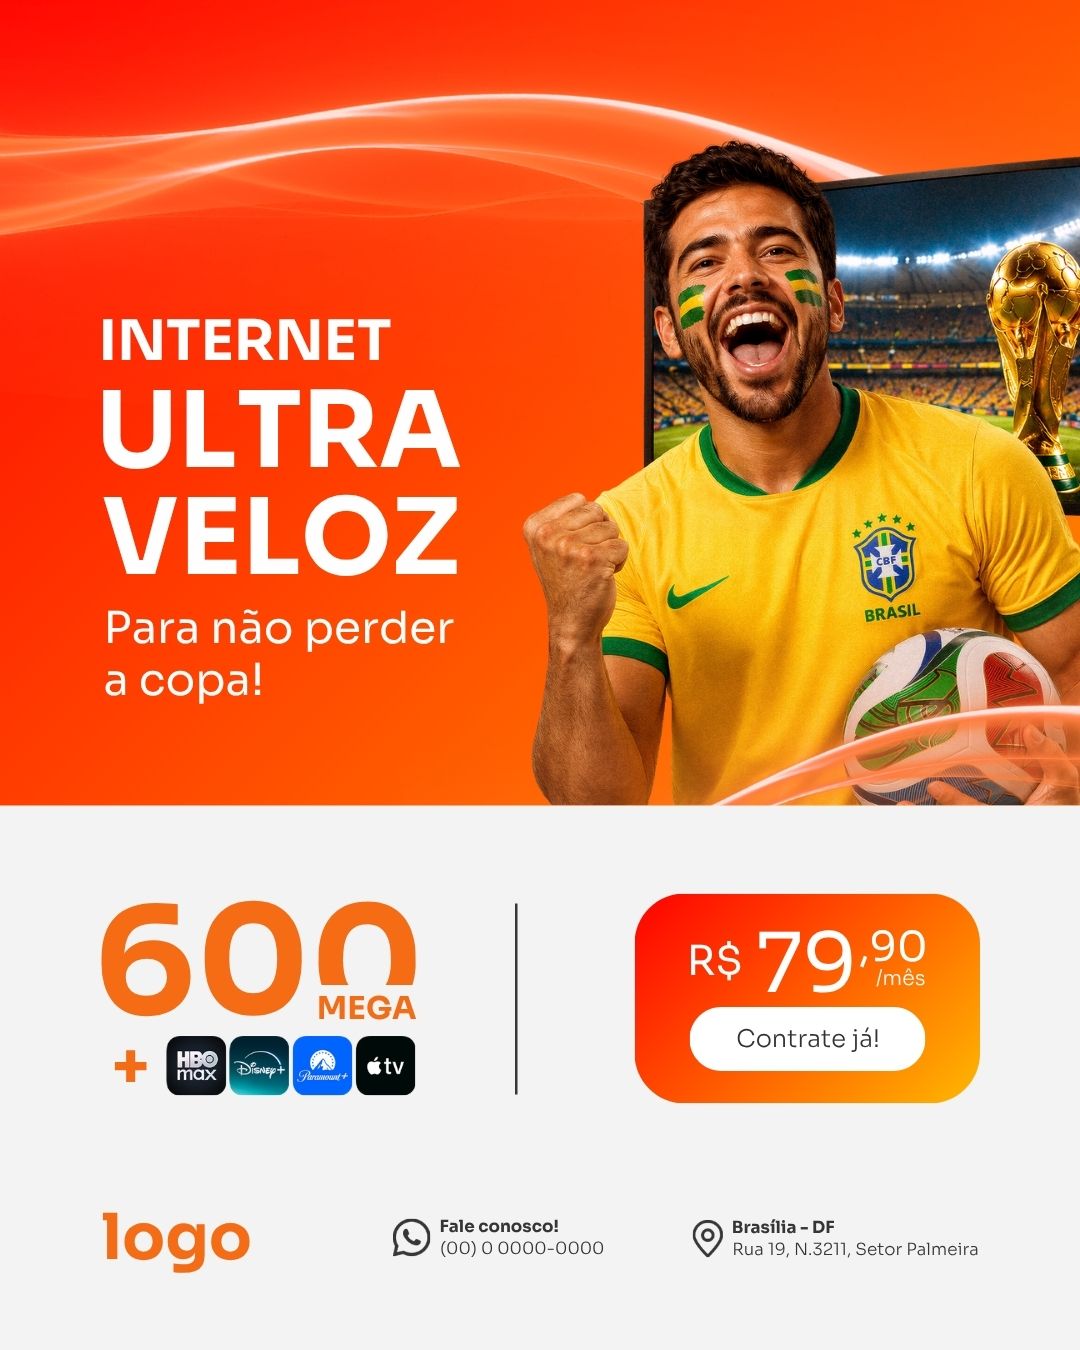 INTERNET
ULTRA
VELOZ
Para não perder
a copa!
CBF
BRASIL
600
MEGA
+
HBO
max
Disney+
Paramount+
tv
R$ 79,90
/mês
Contrate já!
logo
Fale conosco!
(00) 0 0000-0000
Brasília - DF
Rua 19, N.3211, Setor Palmeira